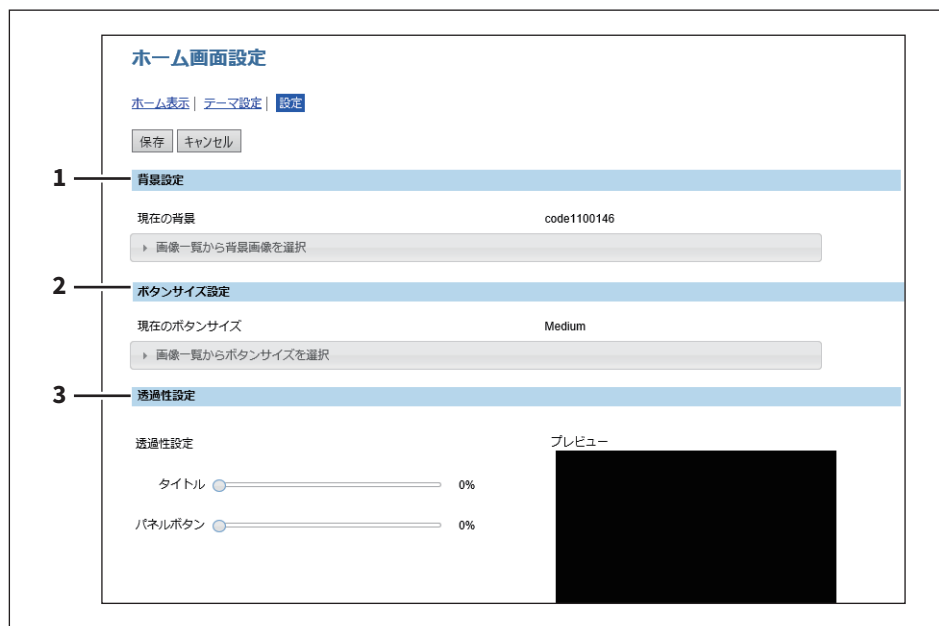 ホーム画面設定
ホーム表示 | テーマ設定 | 設定
保存 キャンセル
1 背景設定
現在の背景 code1100146
画像一覧から背景画像を選択
2 ボタンサイズ設定
現在のボタンサイズ Medium
画像一覧からボタンサイズを選択
3 透過性設定
透過性設定 プレビュー
タイトル 0%
パネルボタン 0%